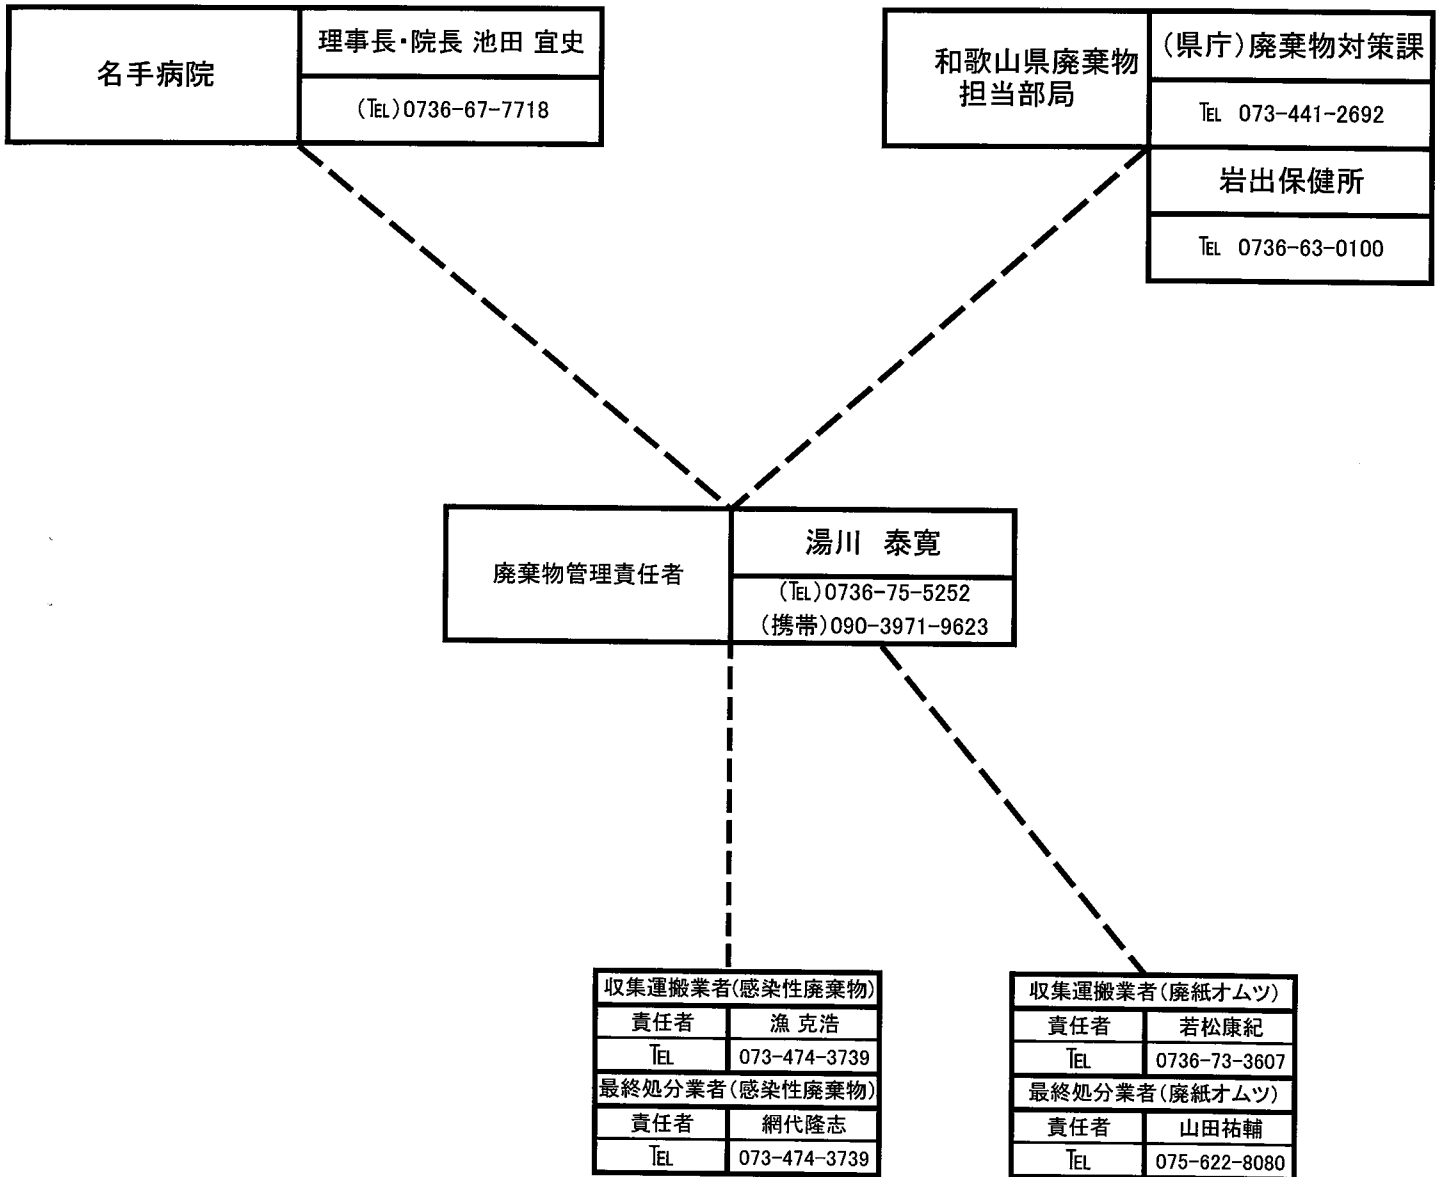 名手病院
理事長・院長 池田 宜史
(℡)0736-67-7718
和歌山県廃棄物
担当部局
(県庁)廃棄物対策課
℡ 073-441-2692
岩出保健所
℡ 0736-63-0100
廃棄物管理責任者
湯川 泰寛
(℡)0736-75-5252
(携帯)090-3971-9623
収集運搬業者(感染性廃棄物)
責任者 漁 克浩
℡ 073-474-3739
最終処分業者(感染性廃棄物)
責任者 網代隆志
℡ 073-474-3739
収集運搬業者(廃紙オムツ)
責任者 若松康紀
℡ 0736-73-3607
最終処分業者(廃紙オムツ)
責任者 山田祐輔
℡ 075-622-8080